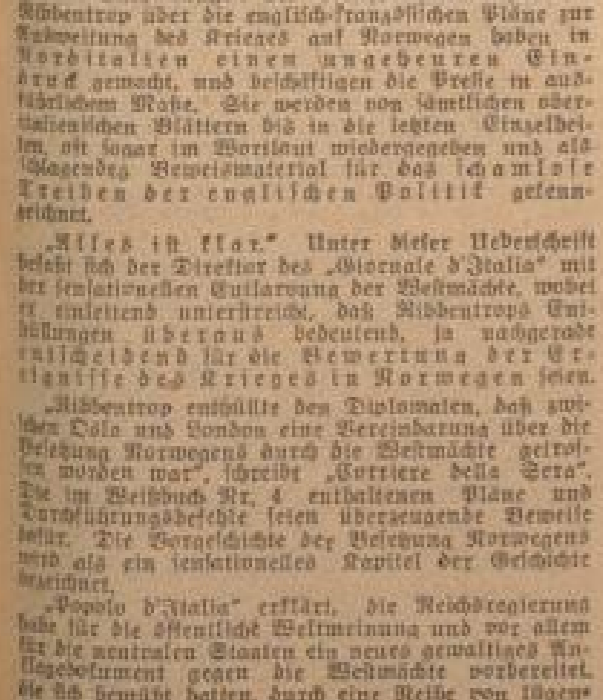 Ribbentrop über die englisch-französischen Pläne zur
Ausweitung des Krieges auf Norwegen haben in
Norditalien einen ungeheuren Ein-
druck gemacht, und beschäftigen die Presse in aus-
führlichem Maße. Sie werden von sämtlichen ober-
italienischen Blättern bis in die letzten Einzelhei-
ten, oft sogar im Wortlaut wiedergegeben und als
schlagendes Beweismaterial für das schamlose
Treiben der englischen Politik gekenn-
zeichnet.
„Alles ist klar.“ Unter dieser Ueberschrift
befaßt sich der Direktor des „Giornale d'Italia“ mit
der sensationellen Entlarvung der Westmächte, wobei
er einleitend unterstreicht, daß Ribbentrops Ent-
hüllungen überaus bedeutend, ja nachgerade
entscheidend für die Bewertung der Er-
eignisse des Krieges in Norwegen seien.
„Ribbentrop enthüllte den Diplomaten, daß zwi-
schen Oslo und London eine Vereinbarung über die
Besetzung Norwegens durch die Westmächte getrof-
fen worden war“, schreibt „Corriere della Sera“.
Die im Weißbuch Nr. 4 enthaltenen Pläne und
Durchführungsbefehle seien überzeugende Beweise
dafür. Die Vorgeschichte der Besetzung Norwegens
wird als ein sensationelles Kapitel der Geschichte
bezeichnet.
„Popolo d'Italia“ erklärt, die Reichsregierung
habe für die öffentliche Weltmeinung und vor allem
für die neutralen Staaten ein neues gewaltiges An-
klagedokument gegen die Westmächte vorbereitet,
die sich bemüht hatten, durch eine Reihe von